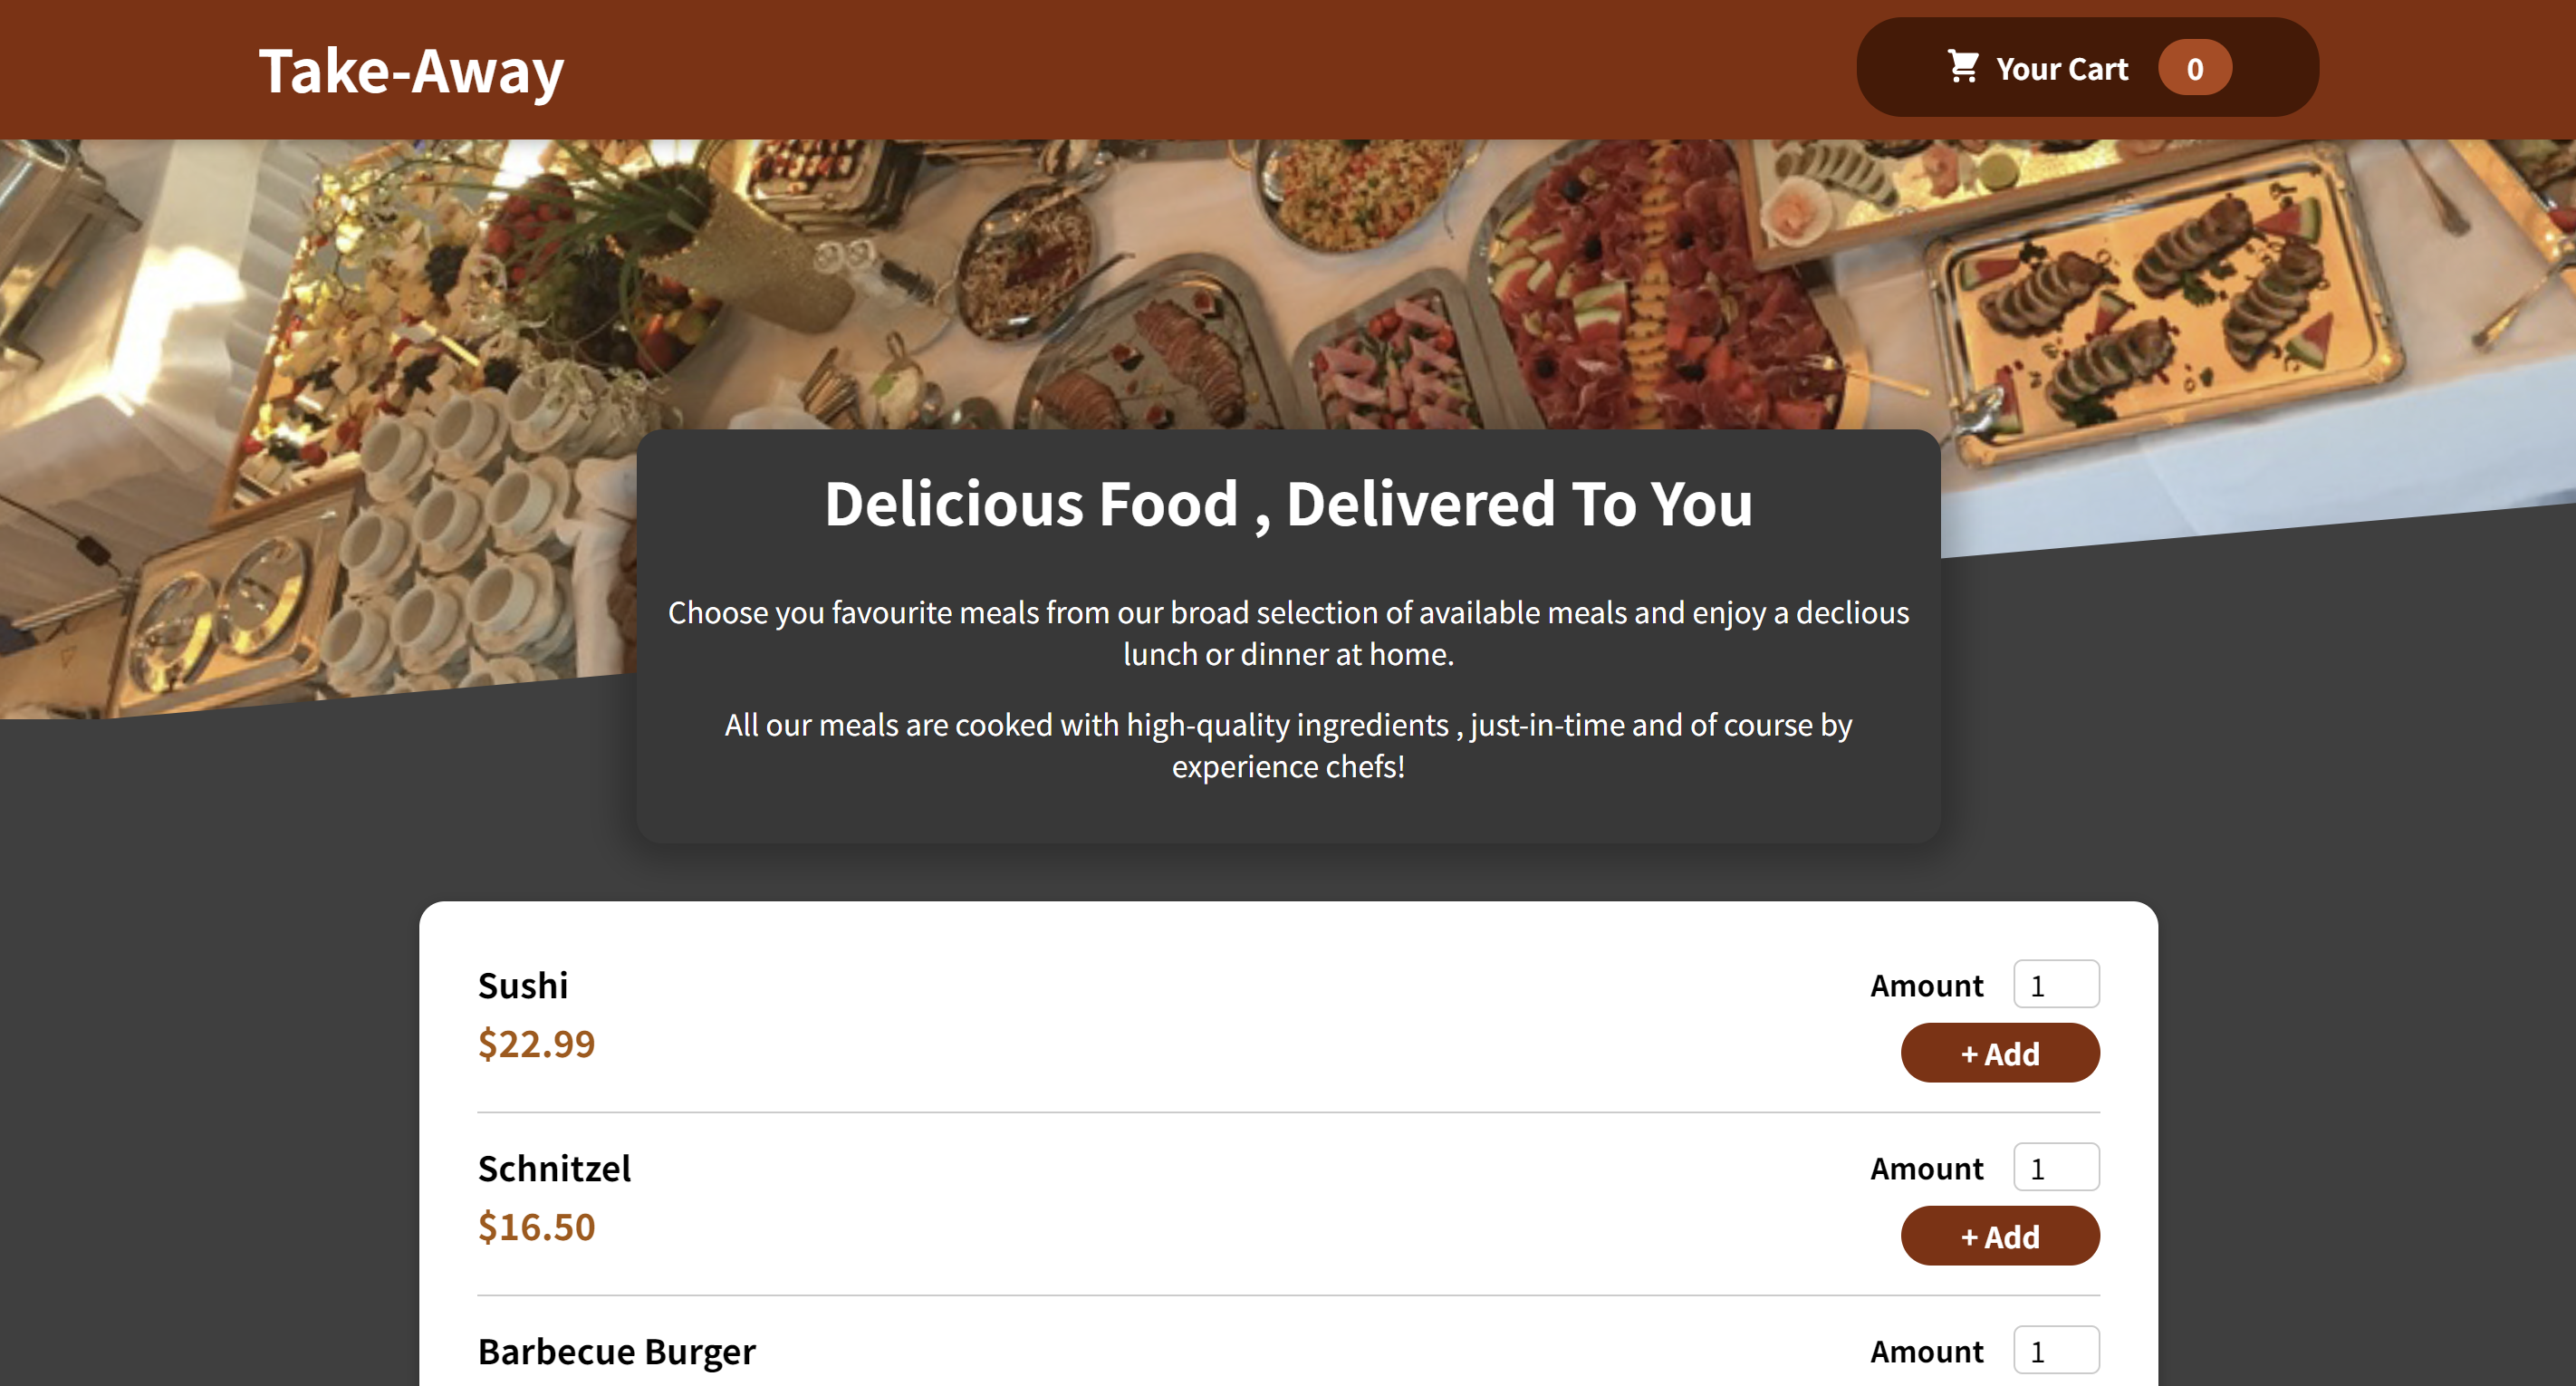 Take-Away
Your Cart 0
Delicious Food , Delivered To You
Choose you favourite meals from our broad selection of available meals and enjoy a declious
lunch or dinner at home.
All our meals are cooked with high-quality ingredients , just-in-time and of course by
experience chefs!
Sushi
Amount 1
$22.99
+ Add
Schnitzel
Amount 1
$16.50
+ Add
Barbecue Burger
Amount 1